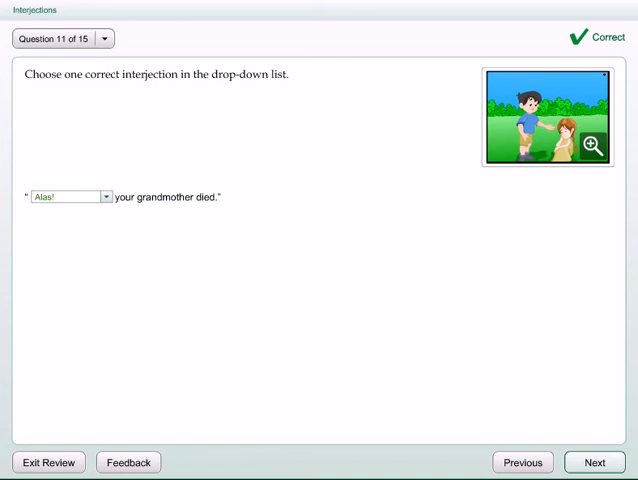 Interjections
Question 11 of 15
Correct
Choose one correct interjection in the drop-down list.
" Alas! your grandmother died."
Exit Review Feedback Previous Next